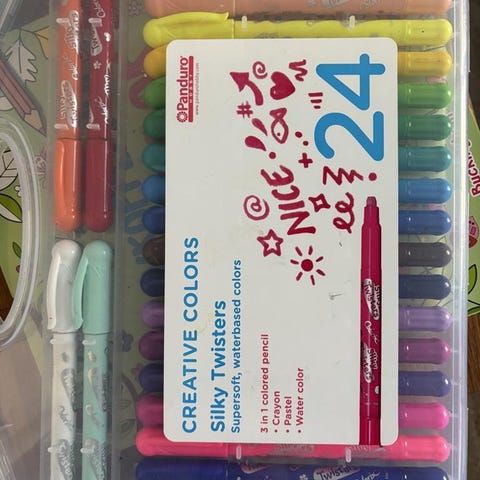 Panduro
HOBBY
www.pandurohobby.com
NICE!
24
CREATIVE COLORS
Silky Twisters
Supersoft, waterbased colors
3 in 1 colored pencil
• Crayon
• Pastel
• Water color